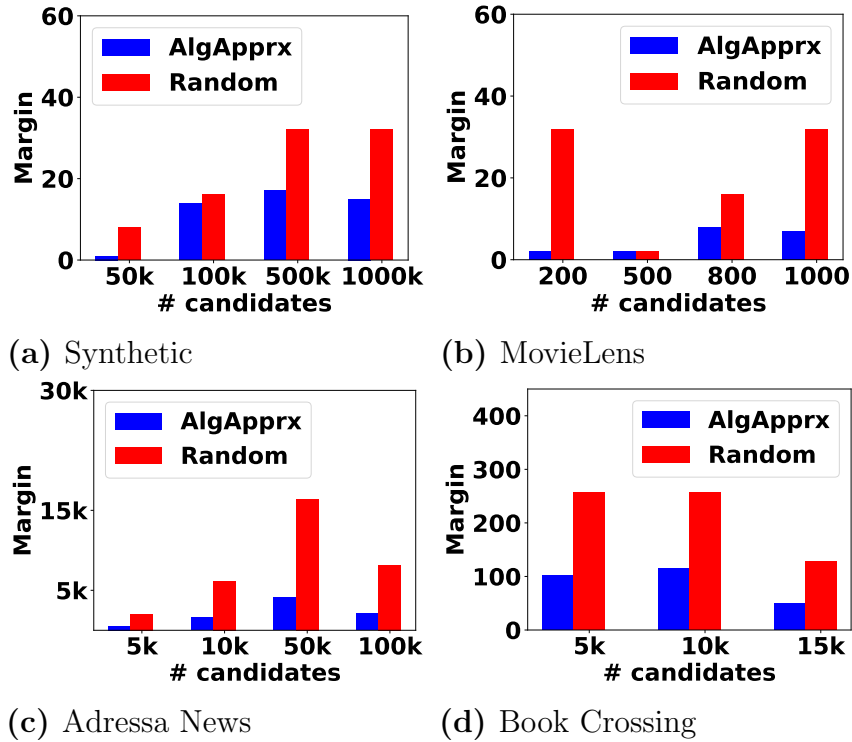 60
40
20
0
Margin
AlgApprx
Random
50k 100k 500k 1000k
# candidates
(a) Synthetic
60
40
20
0
Margin
AlgApprx
Random
200 500 800 1000
# candidates
(b) MovieLens
30k
15k
5k
Margin
AlgApprx
Random
5k 10k 50k 100k
# candidates
(c) Adressa News
400
300
200
100
0
Margin
AlgApprx
Random
5k 10k 15k
# candidates
(d) Book Crossing